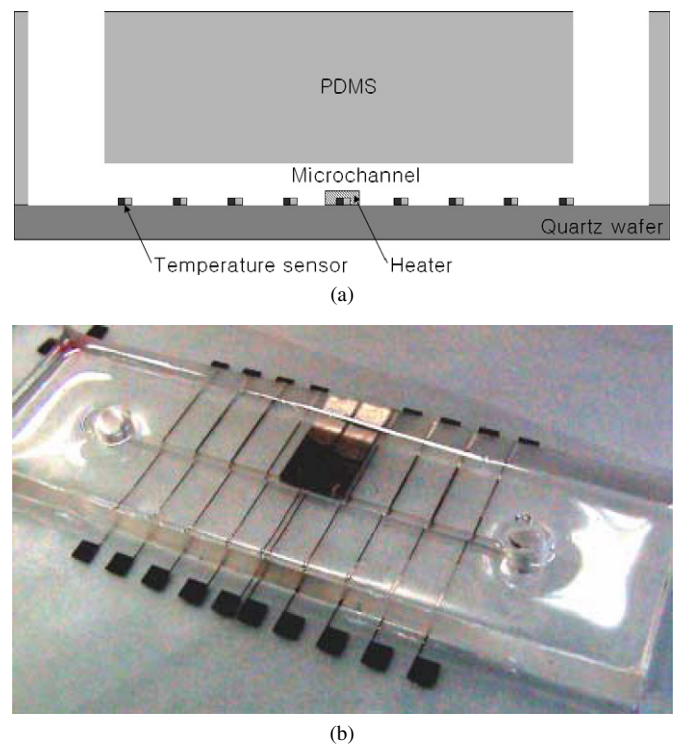 PDMS
Microchannel
Quartz wafer
Temperature sensor
Heater
(a)
(b)